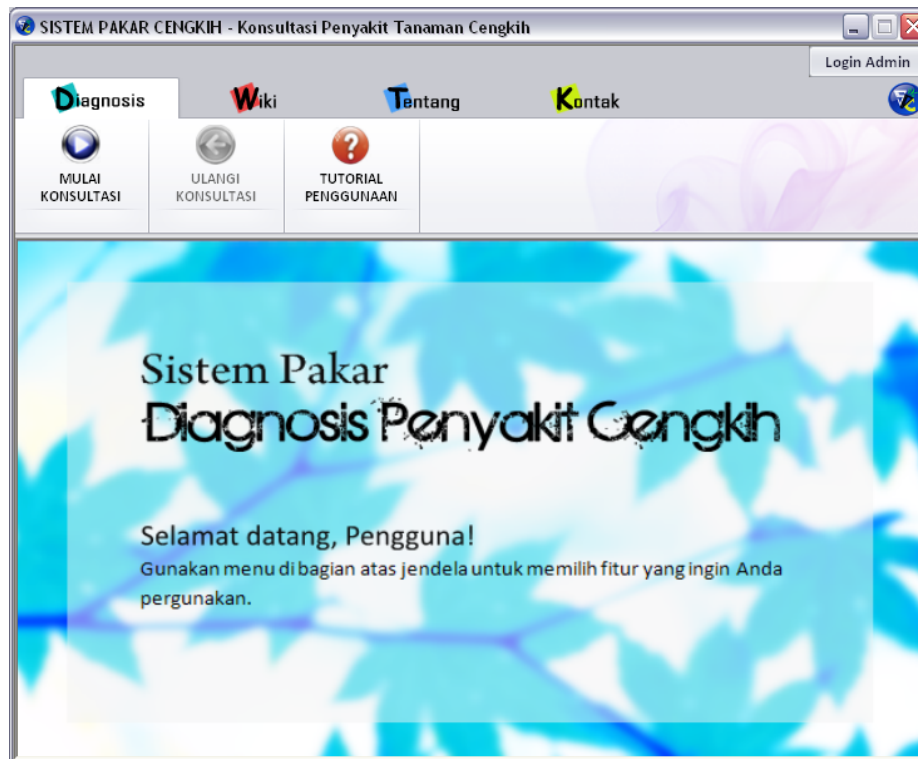 SISTEM PAKAR CENGKIH - Konsultasi Penyakit Tanaman Cengkih
Login Admin
Diagnosis Wiki Tentang Kontak
MULAI ULANGI TUTORIAL
KONSULTASI KONSULTASI PENGGUNAAN
Sistem Pakar
Diagnosis Penyakit Cengkih
Selamat datang, Pengguna!
Gunakan menu di bagian atas jendela untuk memilih fitur yang ingin Anda
pergunakan.